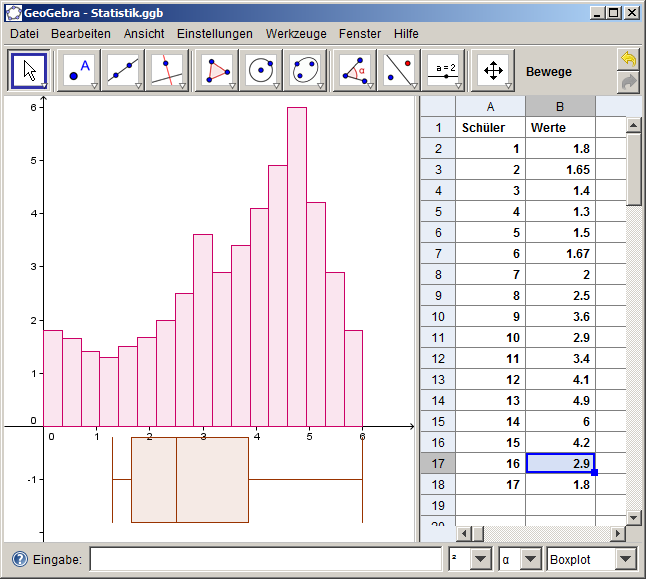 GeoGebra - Statistik.ggb
Datei Bearbeiten Ansicht Einstellungen Werkzeuge Fenster Hilfe
A α a = 2 Bewege
6
5
4
3
2
1
0
0 1 2 3 4 5 6
-1
A B
1 Schüler Werte
2 1 1.8
3 2 1.65
4 3 1.4
5 4 1.3
6 5 1.5
7 6 1.67
8 7 2
9 8 2.5
10 9 3.6
11 10 2.9
12 11 3.4
13 12 4.1
14 13 4.9
15 14 6
16 15 4.2
17 16 2.9
18 17 1.8
19
20
? Eingabe: ² α Boxplot